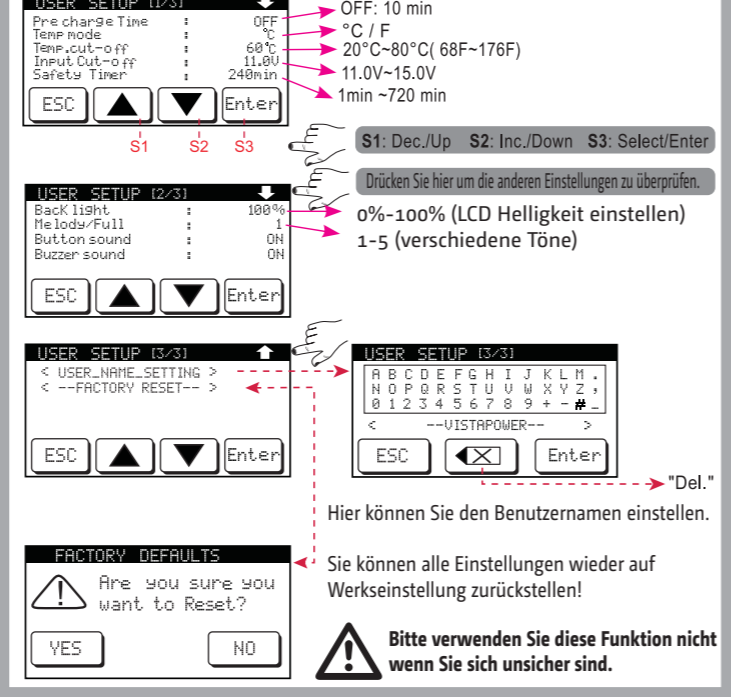 USER SETUP [1/3]
Pre charge Time : OFF
Temp mode : °C
Temp.cut-off : 60°C
Input Cut-off : 11.0V
Safety Timer : 240min
ESC Enter
OFF: 10 min
°C / F
20°C~80°C( 68F~176F)
11.0V~15.0V
1min ~720 min
S1 S2 S3
S1: Dec./Up S2: Inc./Down S3: Select/Enter
Drücken Sie hier um die anderen Einstellungen zu überprüfen.
USER SETUP [2/3]
BacK light : 100%
Melody/Full : 1
Button sound : ON
Buzzer sound : ON
ESC Enter
0%-100% (LCD Helligkeit einstellen)
1-5 (verschiedene Töne)
USER SETUP [3/3]
< USER_NAME_SETTING >
< --FACTORY RESET-- >
ESC Enter
USER SETUP [3/3]
A B C D E F G H I J K L M .
N O P Q R S T U V W X Y Z ,
0 1 2 3 4 5 6 7 8 9 + - # _
< --VISTAPOWER-- >
ESC Enter
"Del."
Hier können Sie den Benutzernamen einstellen.
FACTORY DEFAULTS
Are you sure you
want to Reset?
YES NO
Sie können alle Einstellungen wieder auf
Werkseinstellung zurückstellen!
Bitte verwenden Sie diese Funktion nicht
wenn Sie sich unsicher sind.